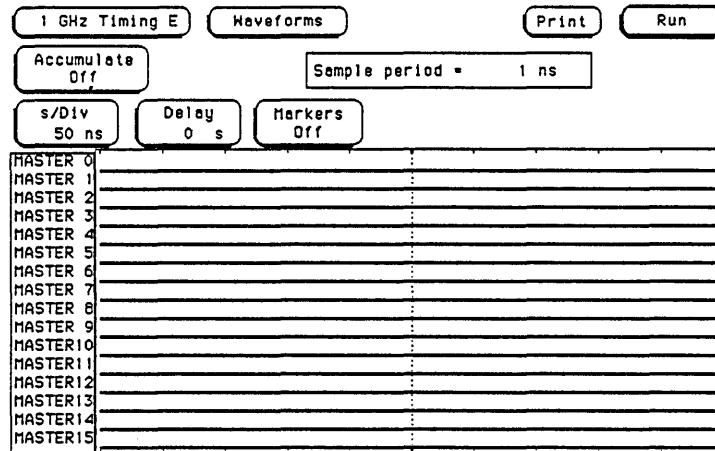 1 GHz Timing E Waveforms Print Run
Accumulate
Off
Sample period = 1 ns
s/Div
50 ns
Delay
0 s
Markers
Off
MASTER 0
MASTER 1
MASTER 2
MASTER 3
MASTER 4
MASTER 5
MASTER 6
MASTER 7
MASTER 8
MASTER 9
MASTER10
MASTER11
MASTER12
MASTER13
MASTER14
MASTER15